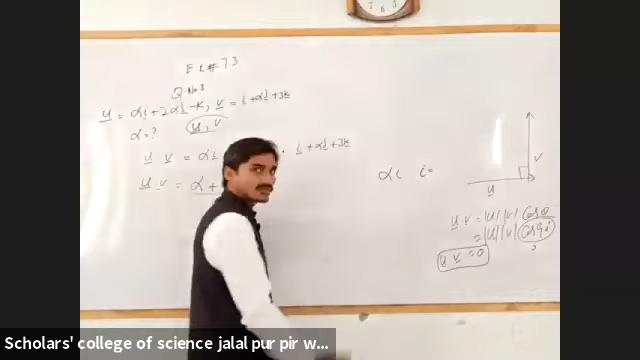 Ex # 7.3
Q. No 3
u = αi + 2αj - k, v = i + αj + 3k
α = ? u, v
u . v = αi . i + αj + 3k
u . v = α +
αi i =
v
u
u . v = |u| |v| cos θ
= |u| |v| cos 90°
u . v = 0
Scholars' college of science jalal pur pir w...